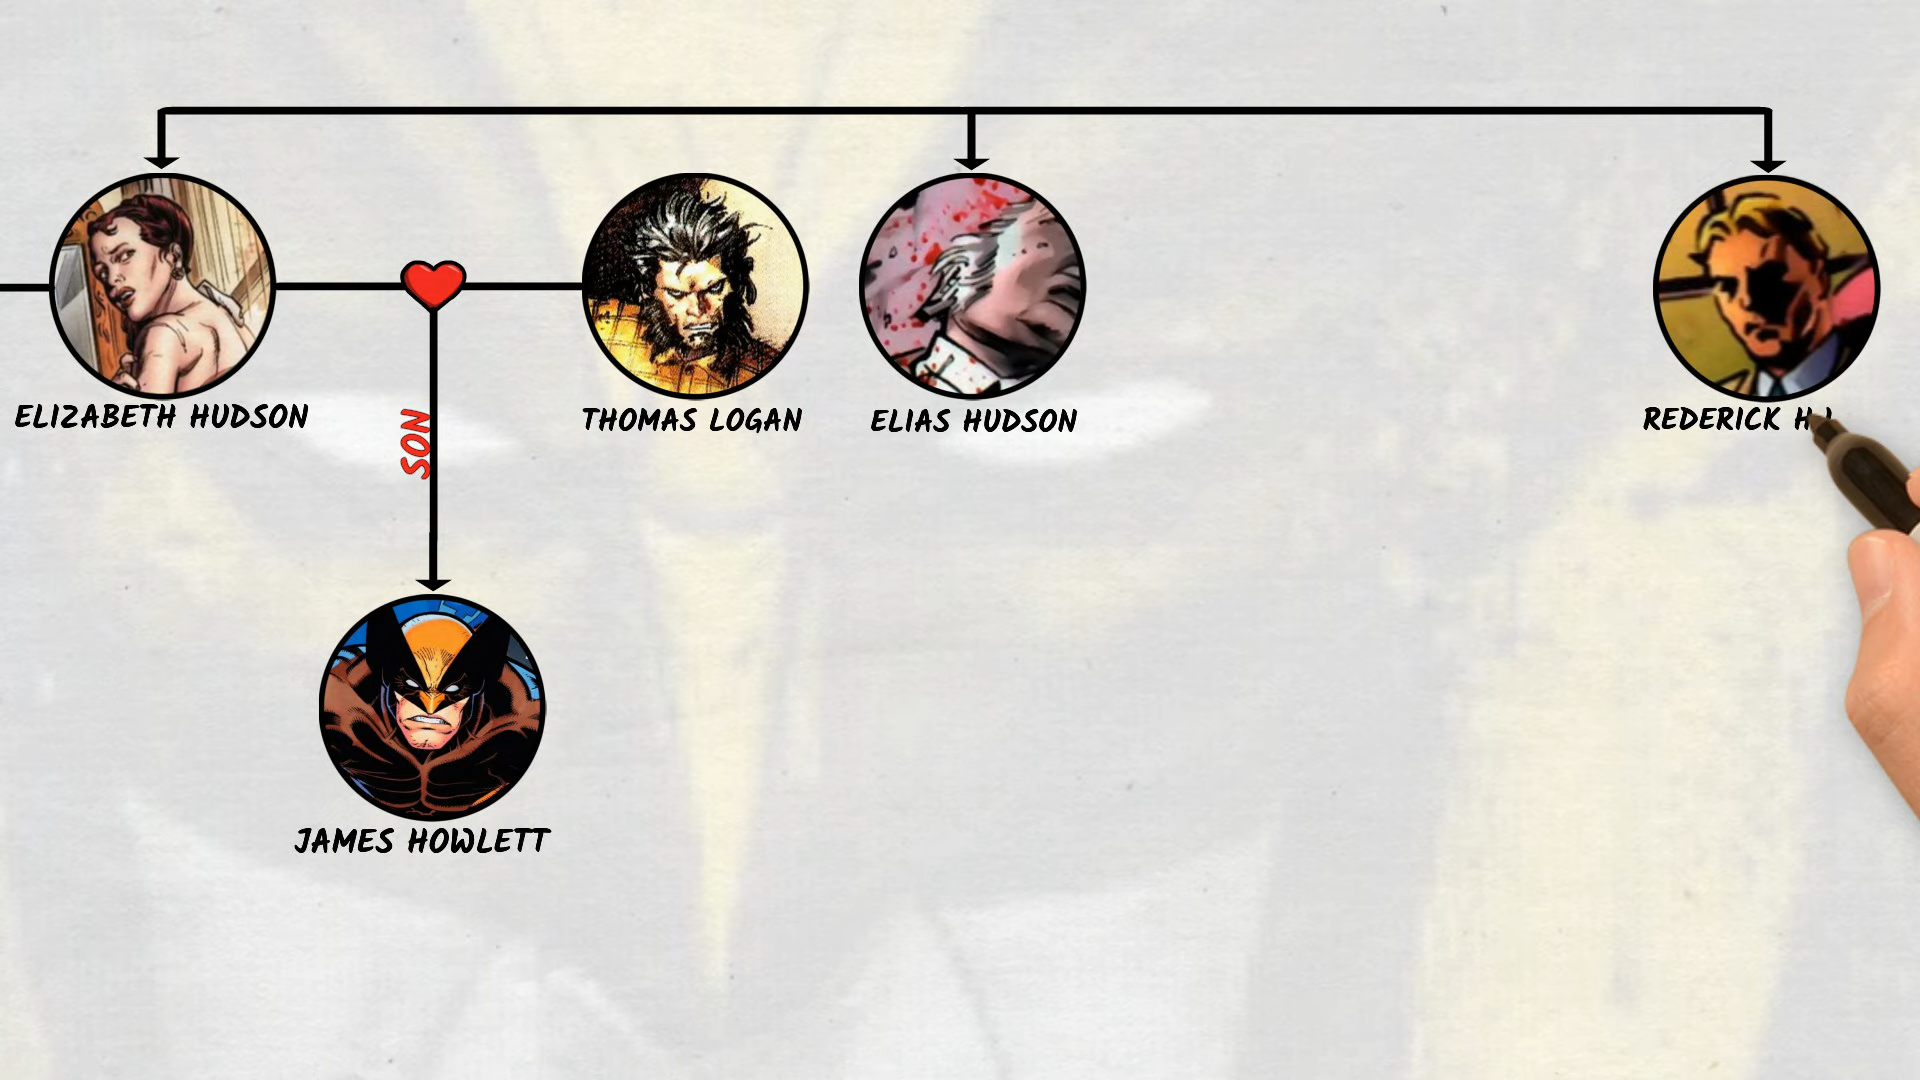 ELIZABETH HUDSON
THOMAS LOGAN
ELIAS HUDSON
REDERICK
SON
JAMES HOWLETT